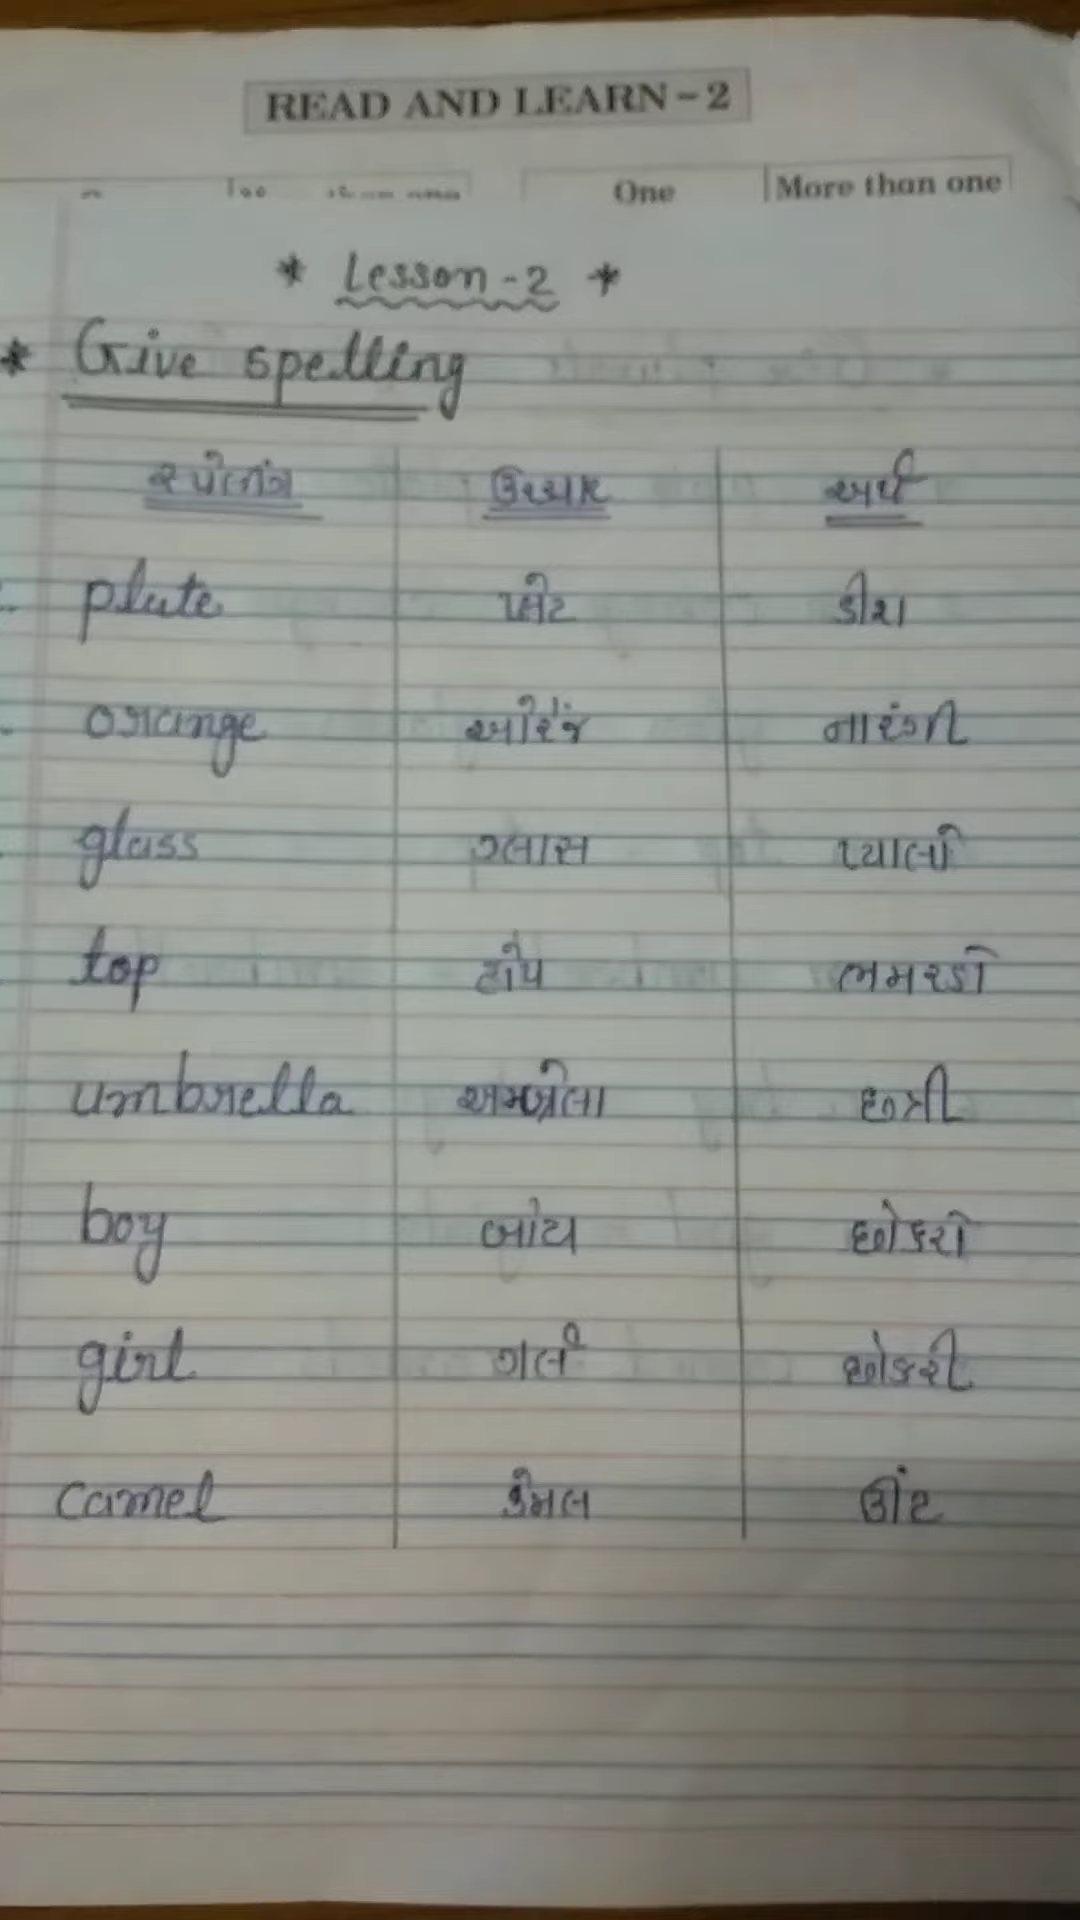 READ AND LEARN - 2
One More than one
* Lesson - 2 *
* Give spelling
સ્પેલીંગ ઉચ્ચાર અર્થ
plate પ્લેટ ડીશ
orange ઓરેંજ નારંગી
glass ગ્લાસ પ્યાલો
top ટોપ ભમરડો
umbrella અમ્બ્રેલા છત્રી
boy બોય છોકરો
girl ગર્લ છોકરી
camel કેમલ ઊંટ